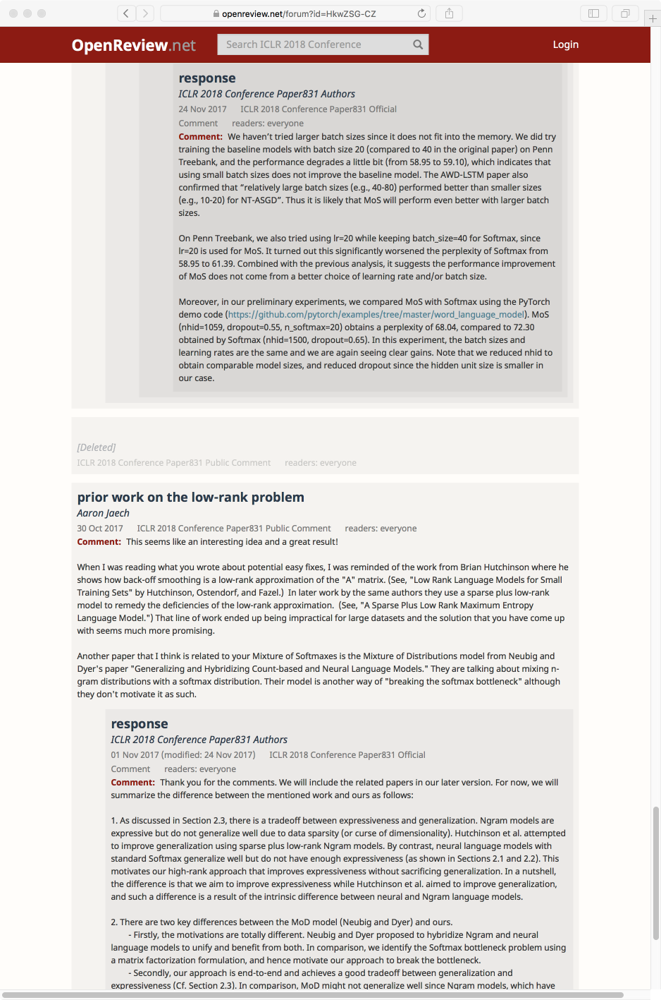 openreview.net/forum?id=HkwZSG-CZ
OpenReview.net
Search ICLR 2018 Conference
Login
response
ICLR 2018 Conference Paper831 Authors
24 Nov 2017 ICLR 2018 Conference Paper831 Official
Comment readers: everyone
Comment: We haven't tried larger batch sizes since it does not fit into the memory. We did try
training the baseline models with batch size 20 (compared to 40 in the original paper) on Penn
Treebank, and the performance degrades a little bit (from 58.95 to 59.10), which indicates that
using small batch sizes does not improve the baseline model. The AWD-LSTM paper also
confirmed that “relatively large batch sizes (e.g., 40-80) performed better than smaller sizes
(e.g., 10-20) for NT-ASGD”. Thus it is likely that MoS will perform even better with larger batch
sizes.
On Penn Treebank, we also tried using lr=20 while keeping batch_size=40 for Softmax, since
lr=20 is used for MoS. It turned out this significantly worsened the perplexity of Softmax from
58.95 to 61.39. Combined with the previous analysis, it suggests the performance improvement
of MoS does not come from a better choice of learning rate and/or batch size.
Moreover, in our preliminary experiments, we compared MoS with Softmax using the PyTorch
demo code (https://github.com/pytorch/examples/tree/master/word_language_model). MoS
(nhid=1059, dropout=0.55, n_softmax=20) obtains a perplexity of 68.04, compared to 72.30
obtained by Softmax (nhid=1500, dropout=0.65). In this experiment, the batch sizes and
learning rates are the same and we are again seeing clear gains. Note that we reduced nhid to
obtain comparable model sizes, and reduced dropout since the hidden unit size is smaller in
our case.
[Deleted]
ICLR 2018 Conference Paper831 Public Comment readers: everyone
prior work on the low-rank problem
Aaron Jaech
30 Oct 2017 ICLR 2018 Conference Paper831 Public Comment readers: everyone
Comment: This seems like an interesting idea and a great result!
When I was reading what you wrote about potential easy fixes, I was reminded of the work from Brian Hutchinson where he
shows how back-off smoothing is a low-rank approximation of the "A" matrix. (See, "Low Rank Language Models for Small
Training Sets" by Hutchinson, Ostendorf, and Fazel.) In later work by the same authors they use a sparse plus low-rank
model to remedy the deficiencies of the low-rank approximation. (See, "A Sparse Plus Low Rank Maximum Entropy
Language Model.") That line of work ended up being impractical for large datasets and the solution that you have come up
with seems much more promising.
Another paper that I think is related to your Mixture of Softmaxes is the Mixture of Distributions model from Neubig and
Dyer's paper "Generalizing and Hybridizing Count-based and Neural Language Models." They are talking about mixing n-
gram distributions with a softmax distribution. Their model is another way of "breaking the softmax bottleneck" although
they don't motivate it as such.
response
ICLR 2018 Conference Paper831 Authors
01 Nov 2017 (modified: 24 Nov 2017) ICLR 2018 Conference Paper831 Official
Comment readers: everyone
Comment: Thank you for the comments. We will include the related papers in our later version. For now, we will
summarize the difference between the mentioned work and ours as follows:
1. As discussed in Section 2.3, there is a tradeoff between expressiveness and generalization. Ngram models are
expressive but do not generalize well due to data sparsity (or curse of dimensionality). Hutchinson et al. attempted
to improve generalization using sparse plus low-rank Ngram models. By contrast, neural language models with
standard Softmax generalize well but do not have enough expressiveness (as shown in Sections 2.1 and 2.2). This
motivates our high-rank approach that improves expressiveness without sacrificing generalization. In a nutshell,
the difference is that we aim to improve expressiveness while Hutchinson et al. aimed to improve generalization,
and such a difference is a result of the intrinsic difference between neural and Ngram language models.
2. There are two key differences between the MoD model (Neubig and Dyer) and ours.
- Firstly, the motivations are totally different. Neubig and Dyer proposed to hybridize Ngram and neural
language models to unify and benefit from both. In comparison, we identify the Softmax bottleneck problem using
a matrix factorization formulation, and hence motivate our approach to break the bottleneck.
- Secondly, our approach is end-to-end and achieves a good tradeoff between generalization and
expressiveness (Cf. Section 2.3). In comparison, MoD might not generalize well since Ngram models, which have